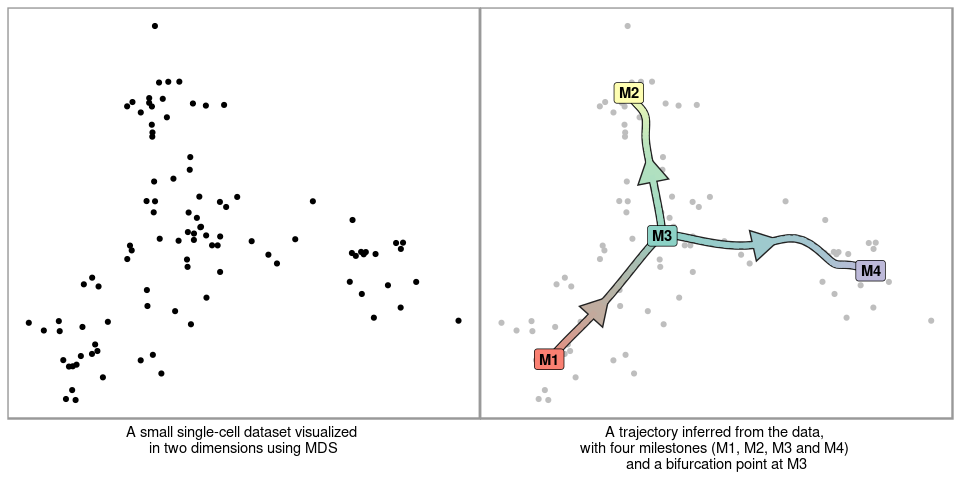 M2
M3
M4
M1
A small single-cell dataset visualized
in two dimensions using MDS
A trajectory inferred from the data,
with four milestones (M1, M2, M3 and M4)
and a bifurcation point at M3